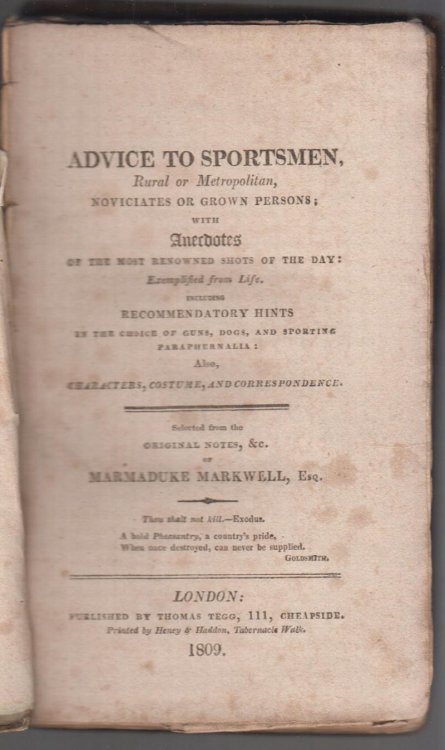 ADVICE TO SPORTSMEN,
Rural or Metropolitan,
NOVICIATES OR GROWN PERSONS;
WITH
Anecdotes
OF THE MOST RENOWNED SHOTS OF THE DAY:
Exemplified from Life.
INCLUDING
RECOMMENDATORY HINTS
IN THE CHOICE OF GUNS, DOGS, AND SPORTING
PARAPHERNALIA:
Also,
CHARACTERS, COSTUME, AND CORRESPONDENCE.
Selected from the
ORIGINAL NOTES, &c.
OF
MARMADUKE MARKWELL, Esq.
Thou shalt not kill.—Exodus.
A bold Pheasantry, a country's pride,
When once destroyed, can never be supplied.
GOLDSMITH.
LONDON:
PUBLISHED BY THOMAS TEGG, 111, CHEAPSIDE.
Printed by Heney & Haddon, Tabernacle Walk.
1809.